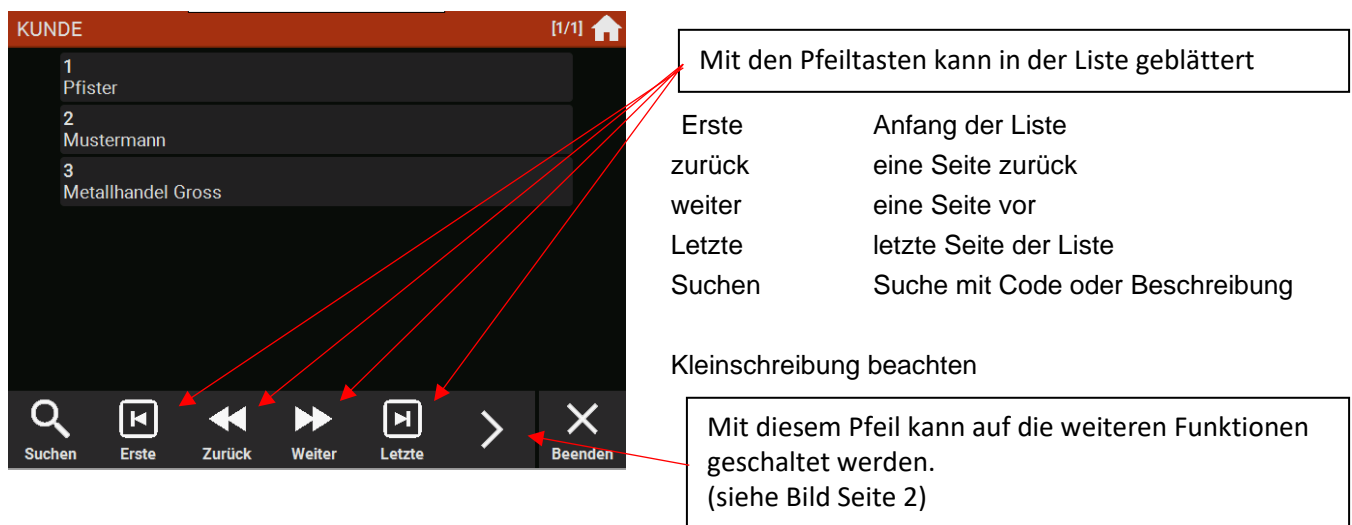 KUNDE [1/1]
1
Pfister
2
Mustermann
3
Metallhandel Gross
Suchen Erste Zurück Weiter Letzte Beenden
Mit den Pfeiltasten kann in der Liste geblättert
Erste Anfang der Liste
zurück eine Seite zurück
weiter eine Seite vor
Letzte letzte Seite der Liste
Suchen Suche mit Code oder Beschreibung
Kleinschreibung beachten
Mit diesem Pfeil kann auf die weiteren Funktionen
geschaltet werden.
(siehe Bild Seite 2)